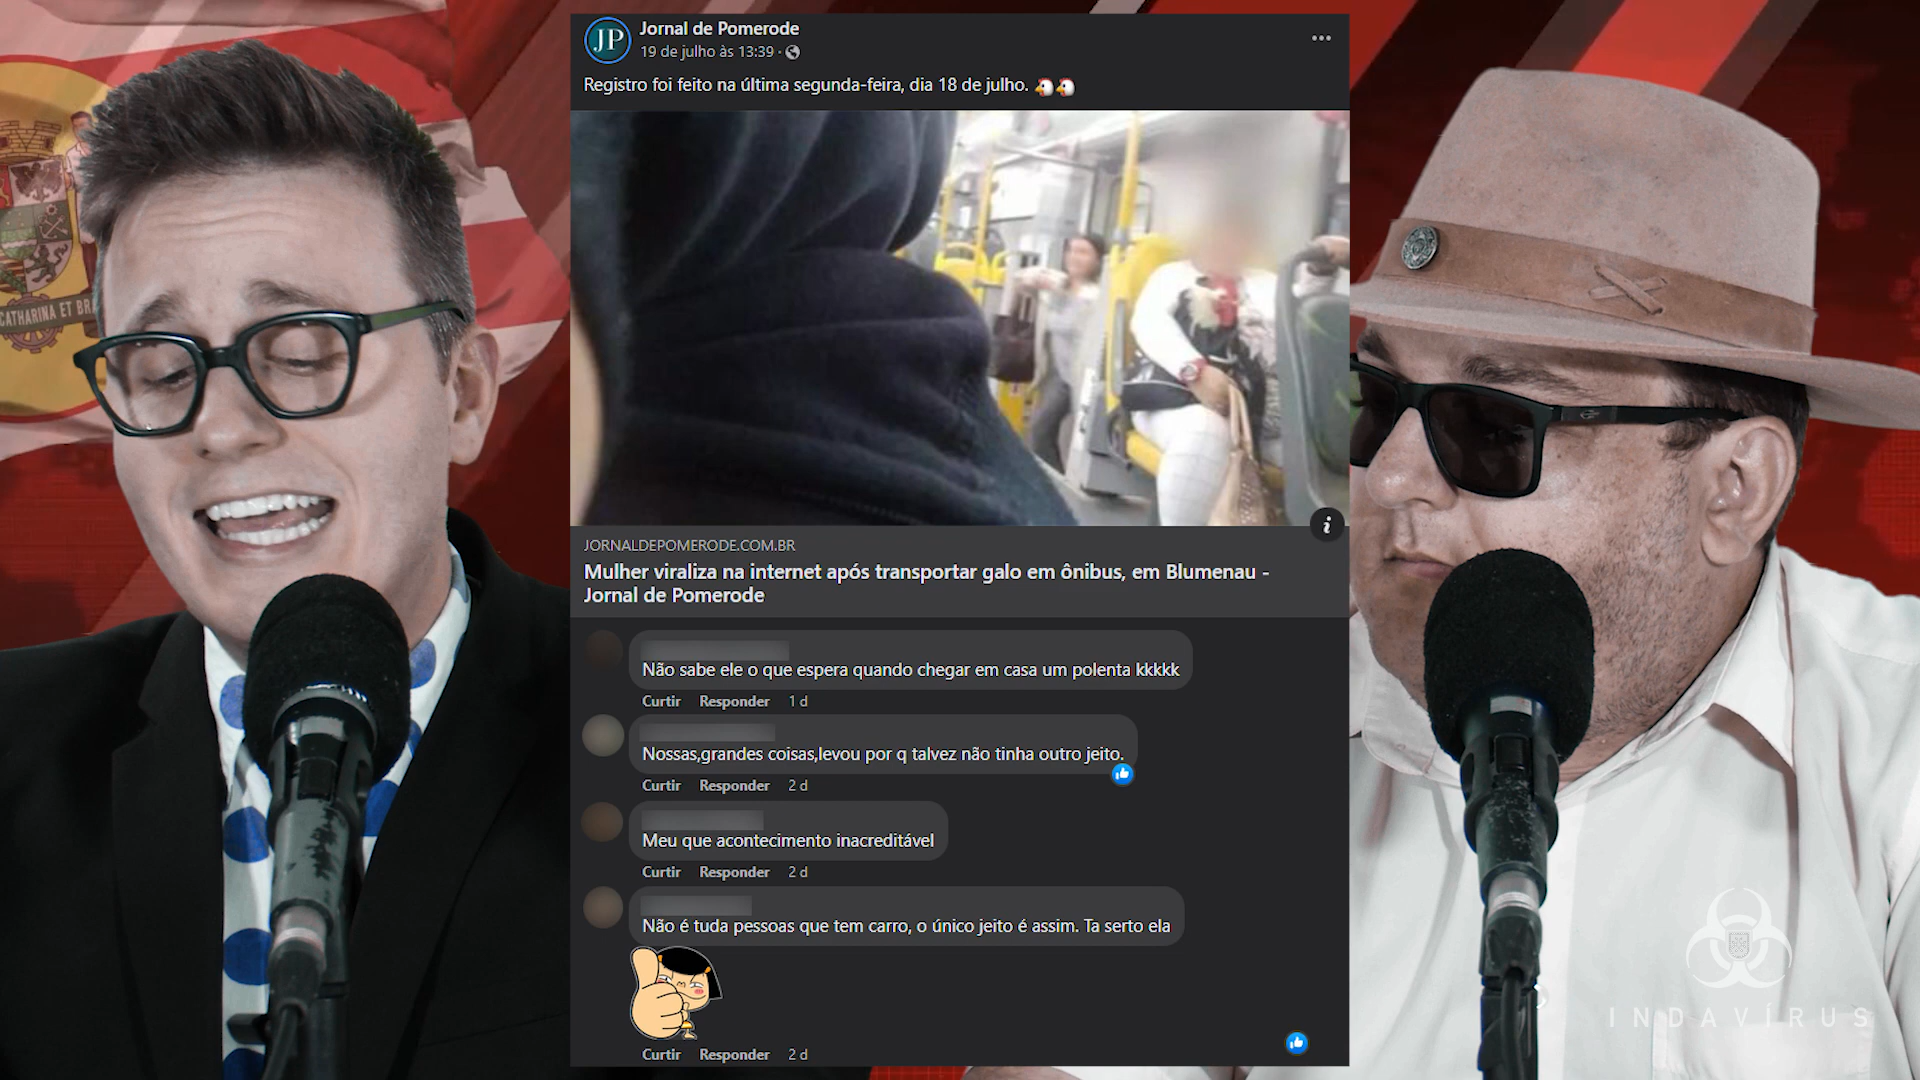 JP
Jornal de Pomerode
19 de julho às 13:39
Registro foi feito na última segunda-feira, dia 18 de julho. 🐔🐔
CATHARINA ET BRA
JORNALDEPOMERODE.COM.BR
Mulher viraliza na internet após transportar galo em ônibus, em Blumenau -
Jornal de Pomerode
Não sabe ele o que espera quando chegar em casa um polenta kkkkk
Curtir Responder 1 d
Nossas,grandes coisas,levou por q talvez não tinha outro jeito.
Curtir Responder 2 d
Meu que acontecimento inacreditável
Curtir Responder 2 d
Não é tuda pessoas que tem carro, o único jeito é assim. Ta serto ela
Curtir Responder 2 d
INDAVÍRUS